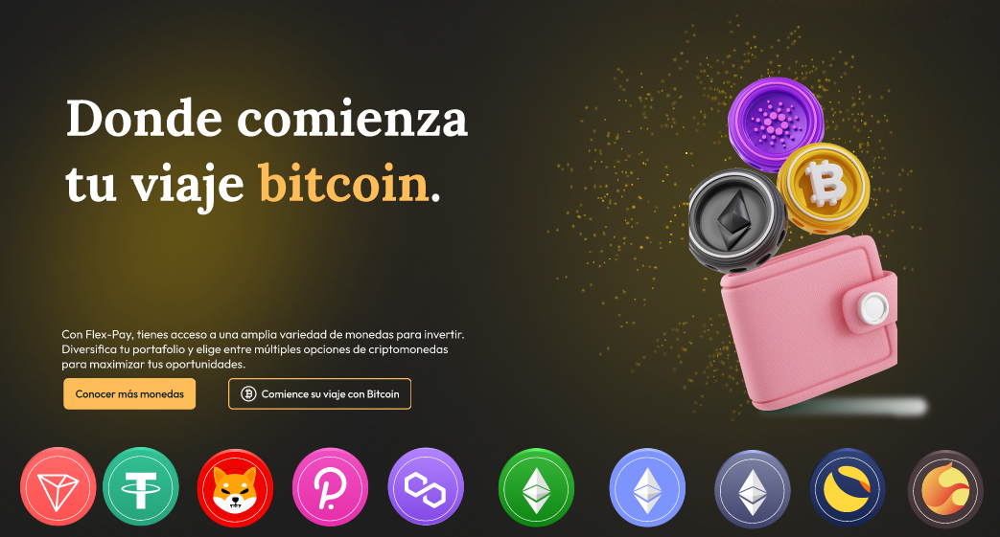 Donde comienza
tu viaje bitcoin.
Con Flex-Pay, tienes acceso a una amplia variedad de monedas para invertir.
Diversifica tu portafolio y elige entre múltiples opciones de criptomonedas
para maximizar tus oportunidades.
Conocer más monedas
Comience su viaje con Bitcoin